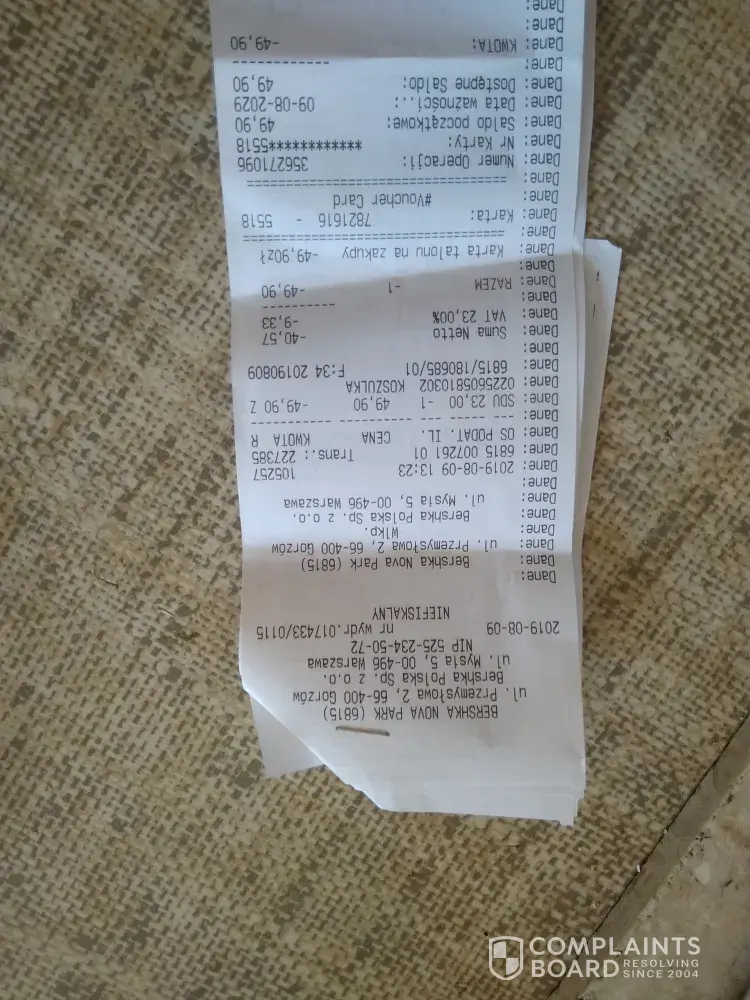 BERSHKA NOVA PARK (6815)
ul. Przemysłowa 2, 66-400 Gorzów
Bershka Polska Sp. z o.o.
ul. Mysia 5, 00-496 Warszawa
NIP 525-234-50-72
2019-08-09 nr wydr.017433/0115
NIEFISKALNY
Dane:
Dane: Bershka Nova Park (6815)
Dane: ul. Przemysłowa 2, 66-400 Gorzów
Dane: Wlkp.
Dane: Bershka Polska Sp. z o.o.
Dane: ul. Mysia 5, 00-496 Warszawa
Dane:
Dane: 2019-08-09 13:23 105257
Dane: 6815 007261 01 Trans.: 227385
Dane: OS PODAT. IL. CENA KWOTA R
Dane: --- ---- --- ------- --------
Dane: SDU 23,00 -1 49,90 -49,90 Z
Dane: 0225605810302 KOSZULKA
Dane: 6815/180685/01 F:34 20190809
Dane:
Dane: Suma Netto -40,57
Dane: VAT 23,00% -9,33
Dane: ----------
Dane: RAZEM -1 -49,90
Dane:
Dane: Karta talonu na zakupy -49,90zł
Dane: ==============================
Dane: Karta: 7821616 - 5518
Dane: #Voucher Card
Dane: ==============================
Dane: Numer Operacji: 356271096
Dane: Nr Karty: ************5518
Dane: Saldo początkowe: 49,90
Dane: Data ważności..: 09-08-2029
Dane: Dostępne Saldo: 49,90
Dane: ----------
Dane: KWOTA: -49,90
Dane:
Dane:
COMPLAINTS
BOARD RESOLVING
SINCE 2004